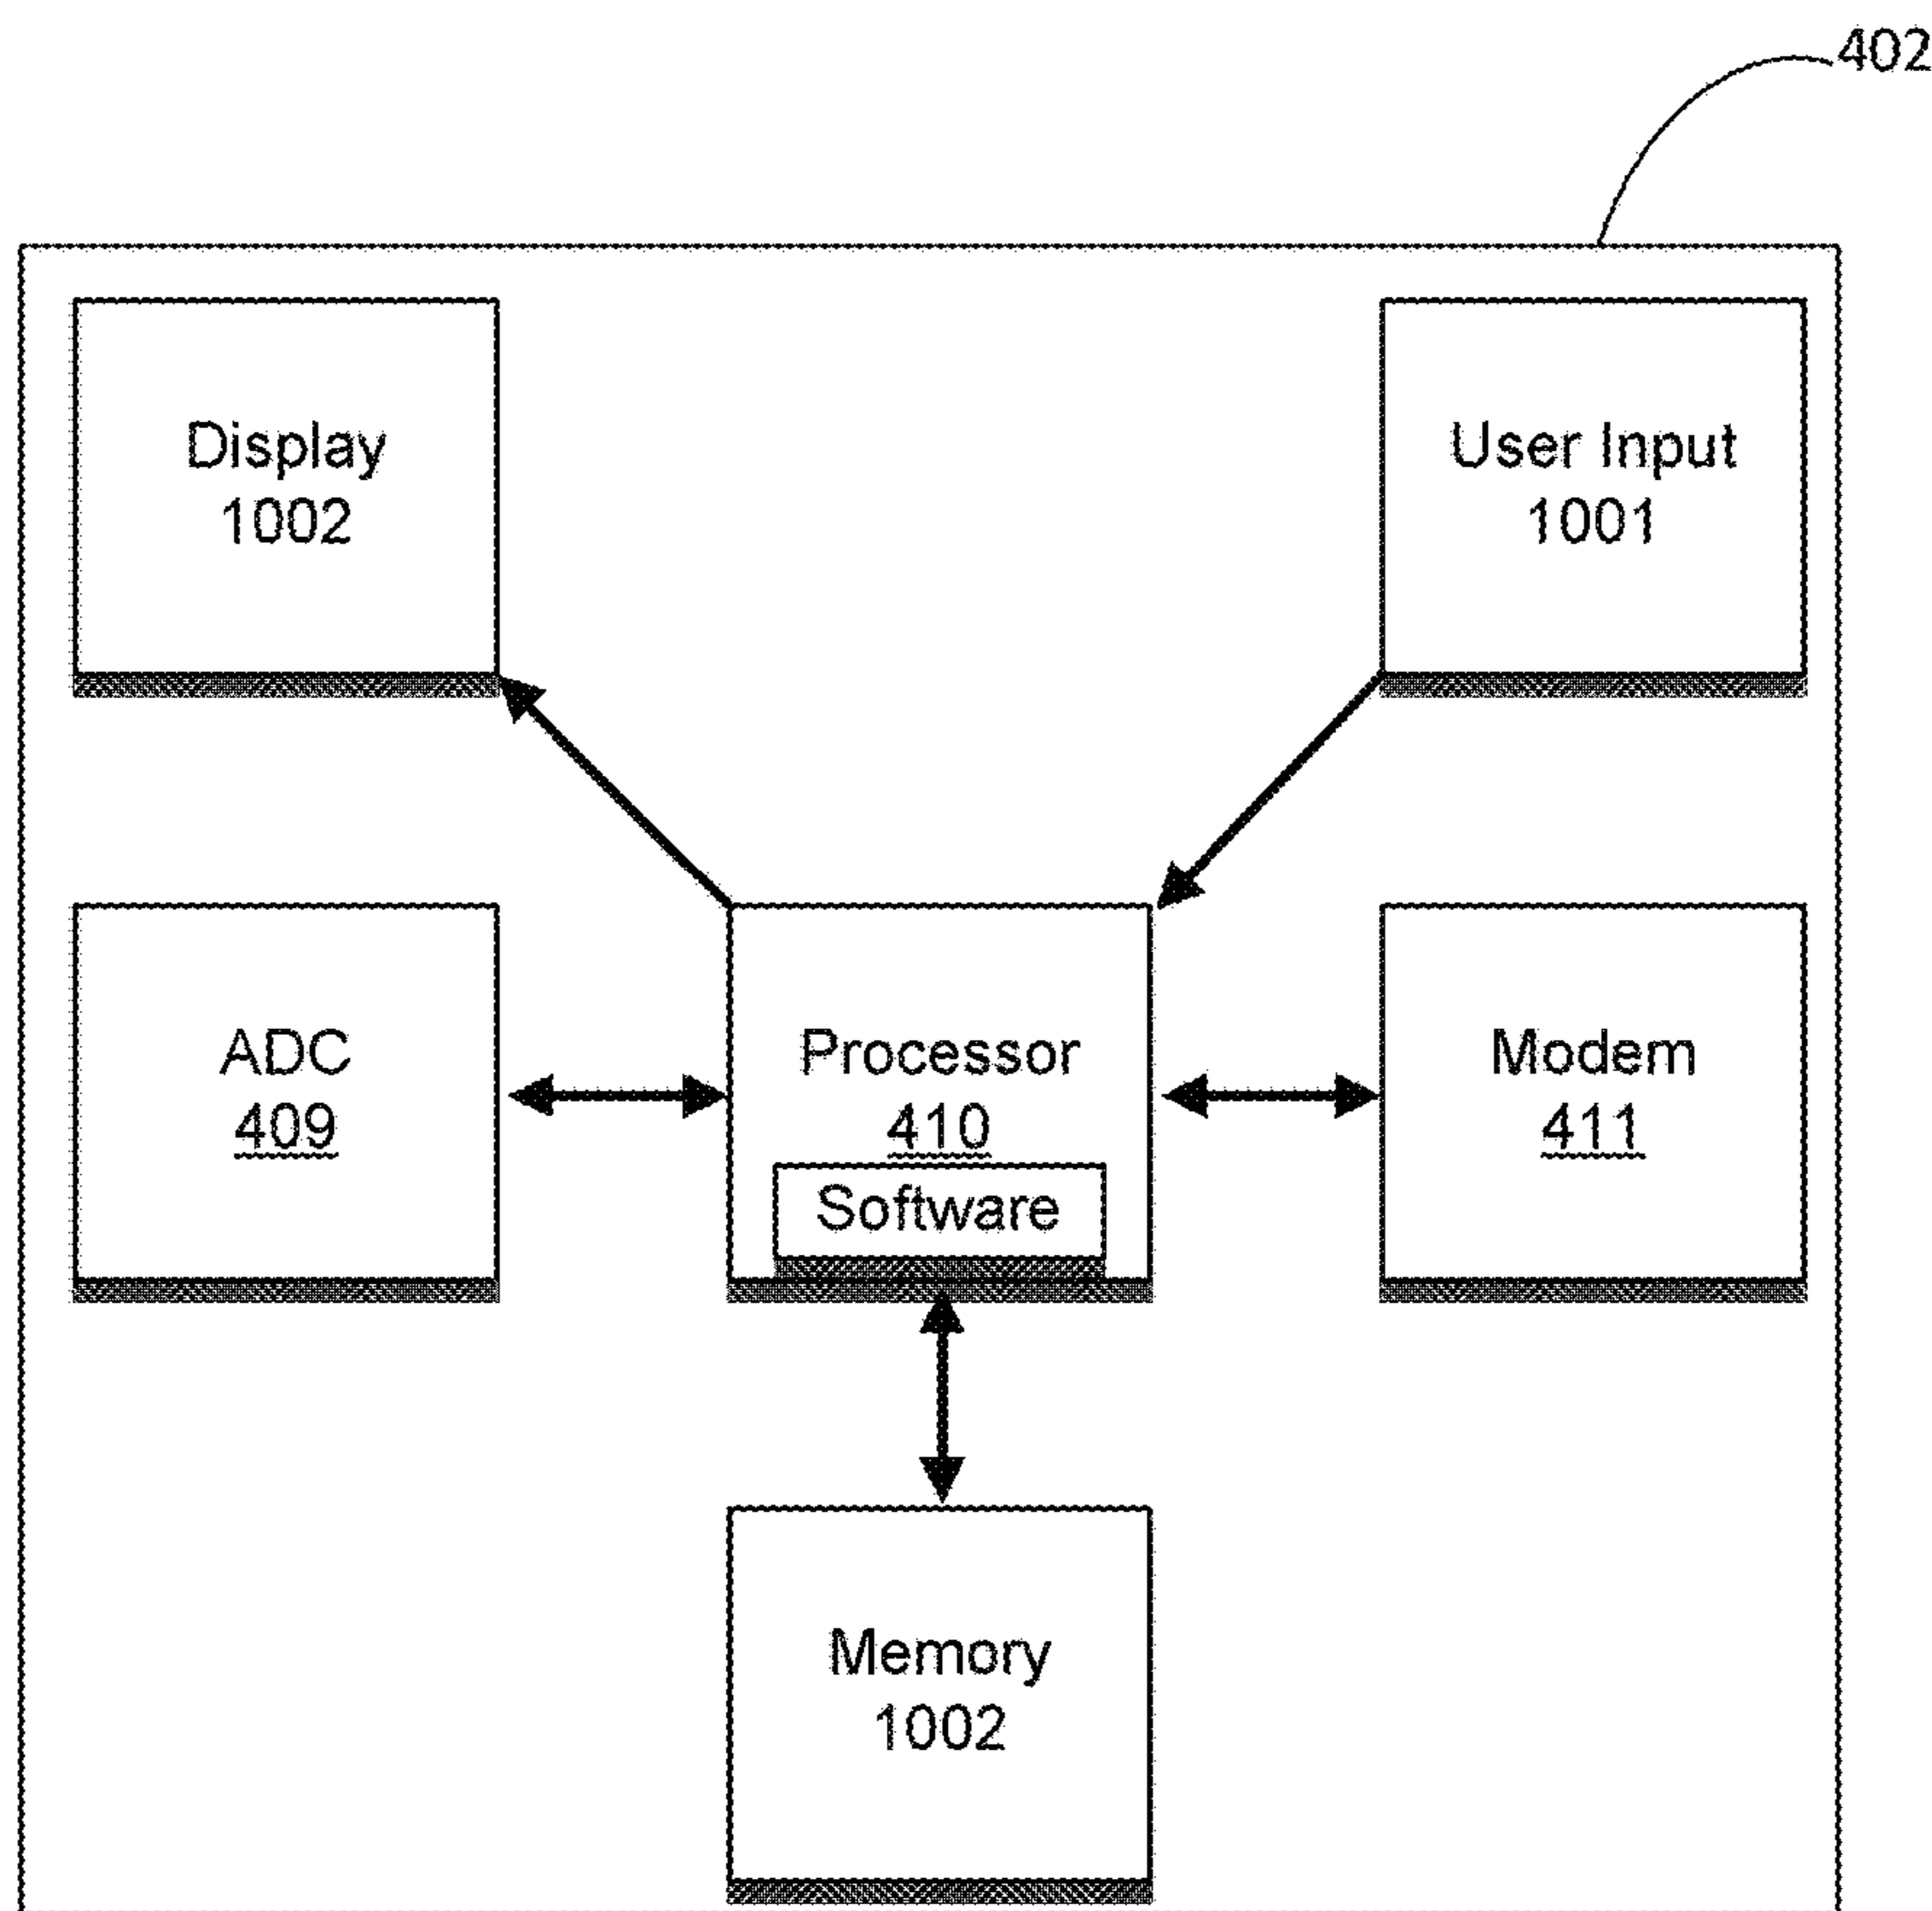 402
Display
1002
User Input
1001
ADC
409
Processor
410
Software
Modem
411
Memory
1002